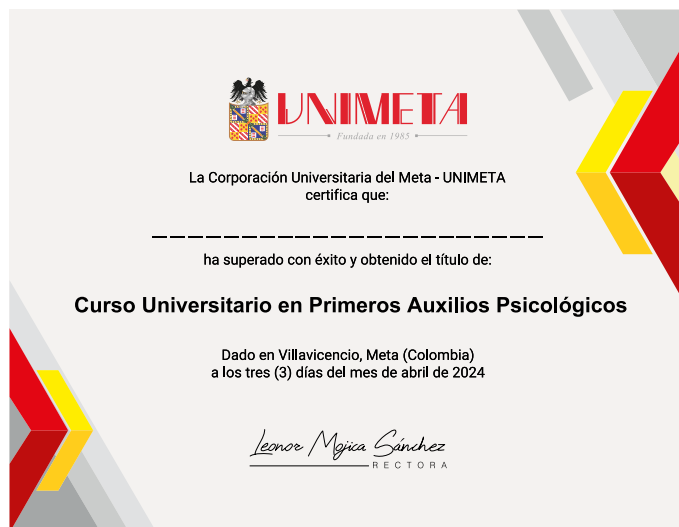 UNIMETA
Fundada en 1985
La Corporación Universitaria del Meta - UNIMETA
certifica que:
ha superado con éxito y obtenido el título de:
Curso Universitario en Primeros Auxilios Psicológicos
Dado en Villavicencio, Meta (Colombia)
a los tres (3) días del mes de abril de 2024
Leonor Mojica Sánchez
RECTORA